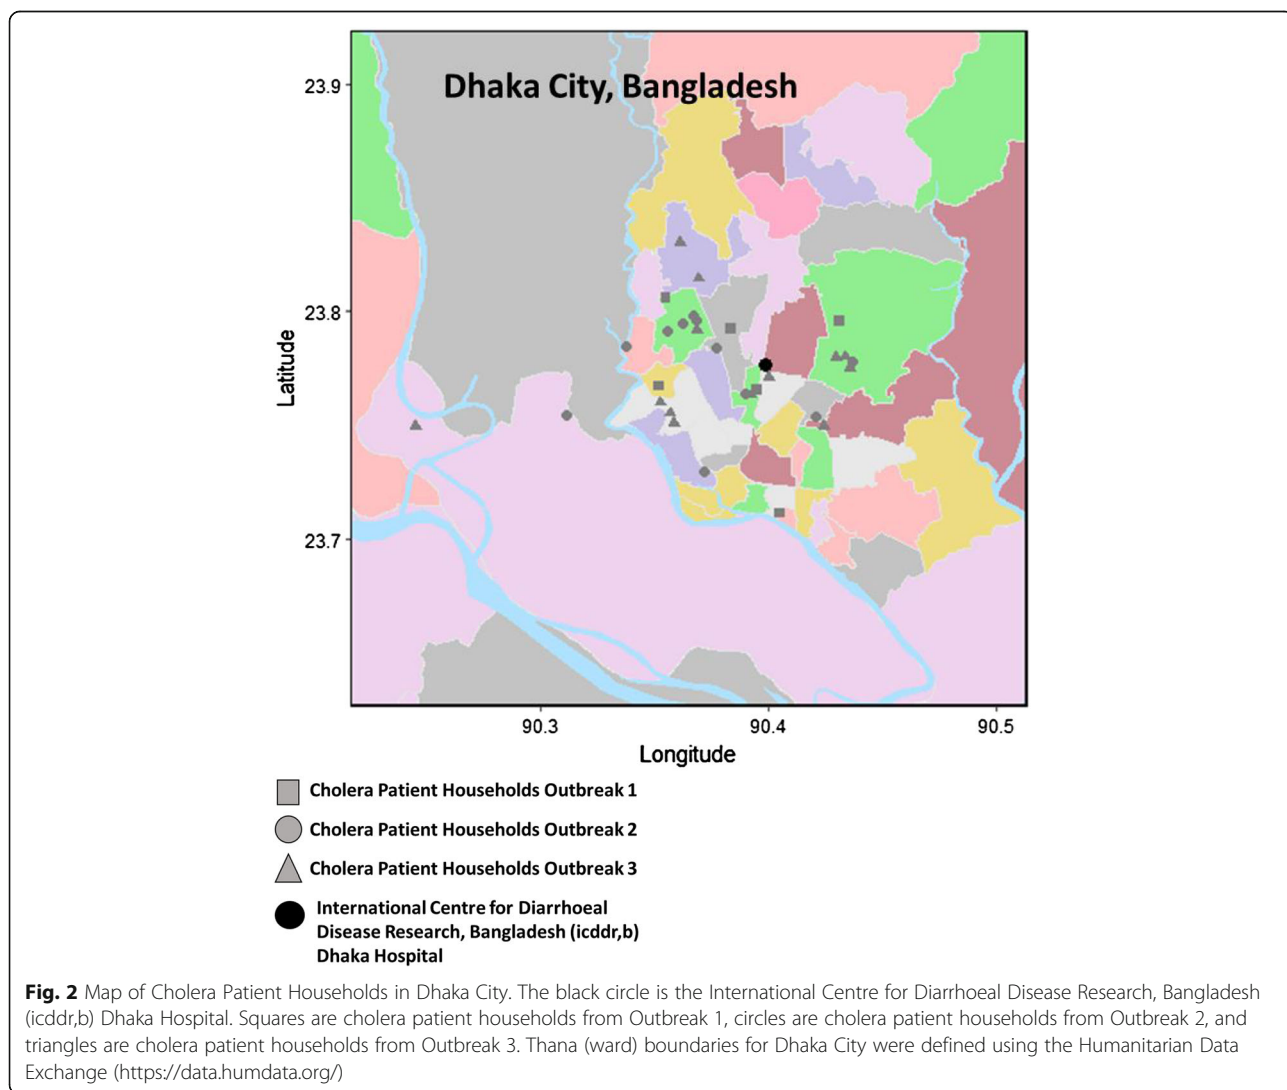 Dhaka City, Bangladesh
23.9
23.8
23.7
Latitude
90.3 90.4 90.5
Longitude
Cholera Patient Households Outbreak 1
Cholera Patient Households Outbreak 2
Cholera Patient Households Outbreak 3
International Centre for Diarrhoeal
Disease Research, Bangladesh (icddr,b)
Dhaka Hospital
Fig. 2 Map of Cholera Patient Households in Dhaka City. The black circle is the International Centre for Diarrhoeal Disease Research, Bangladesh
(icddr,b) Dhaka Hospital. Squares are cholera patient households from Outbreak 1, circles are cholera patient households from Outbreak 2, and
triangles are cholera patient households from Outbreak 3. Thana (ward) boundaries for Dhaka City were defined using the Humanitarian Data
Exchange (https://data.humdata.org/)